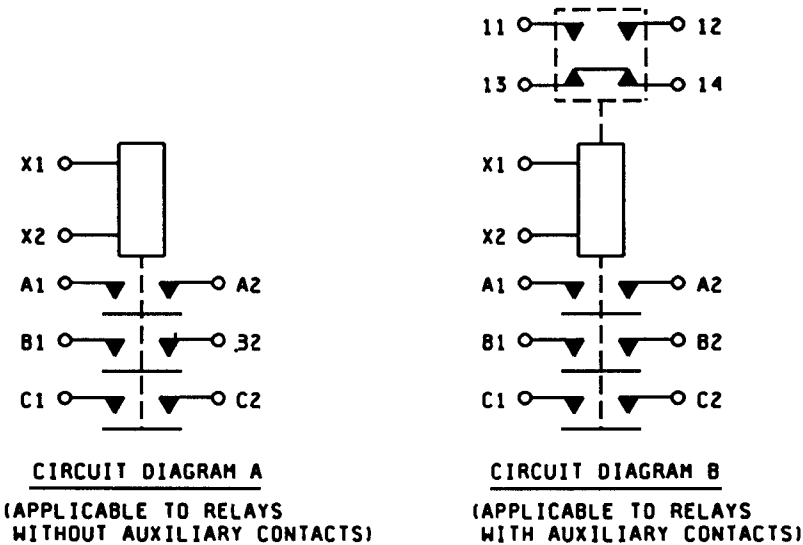 11 12
13 14
X1 X1
X2 X2
A1 A2 A1 A2
B1 .32 B1 B2
C1 C2 C1 C2
CIRCUIT DIAGRAM A CIRCUIT DIAGRAM B
(APPLICABLE TO RELAYS (APPLICABLE TO RELAYS
WITHOUT AUXILIARY CONTACTS) WITH AUXILIARY CONTACTS)